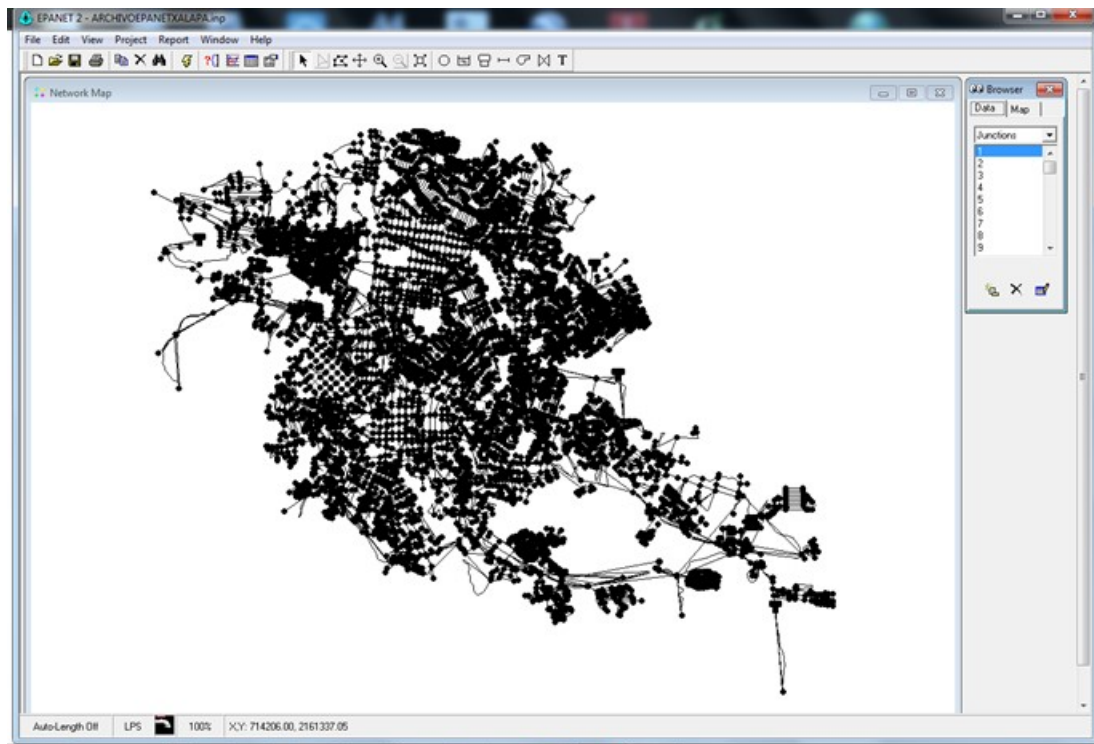 EPANET 2 - ARCHIVOEPANETXALAPA.inp
File Edit View Project Report Window Help
T
Network Map
Browser
Data Map
Junctions
1
2
3
4
5
6
7
8
9
Auto-Length Off LPS 100% X,Y: 714206.00, 2161337.05